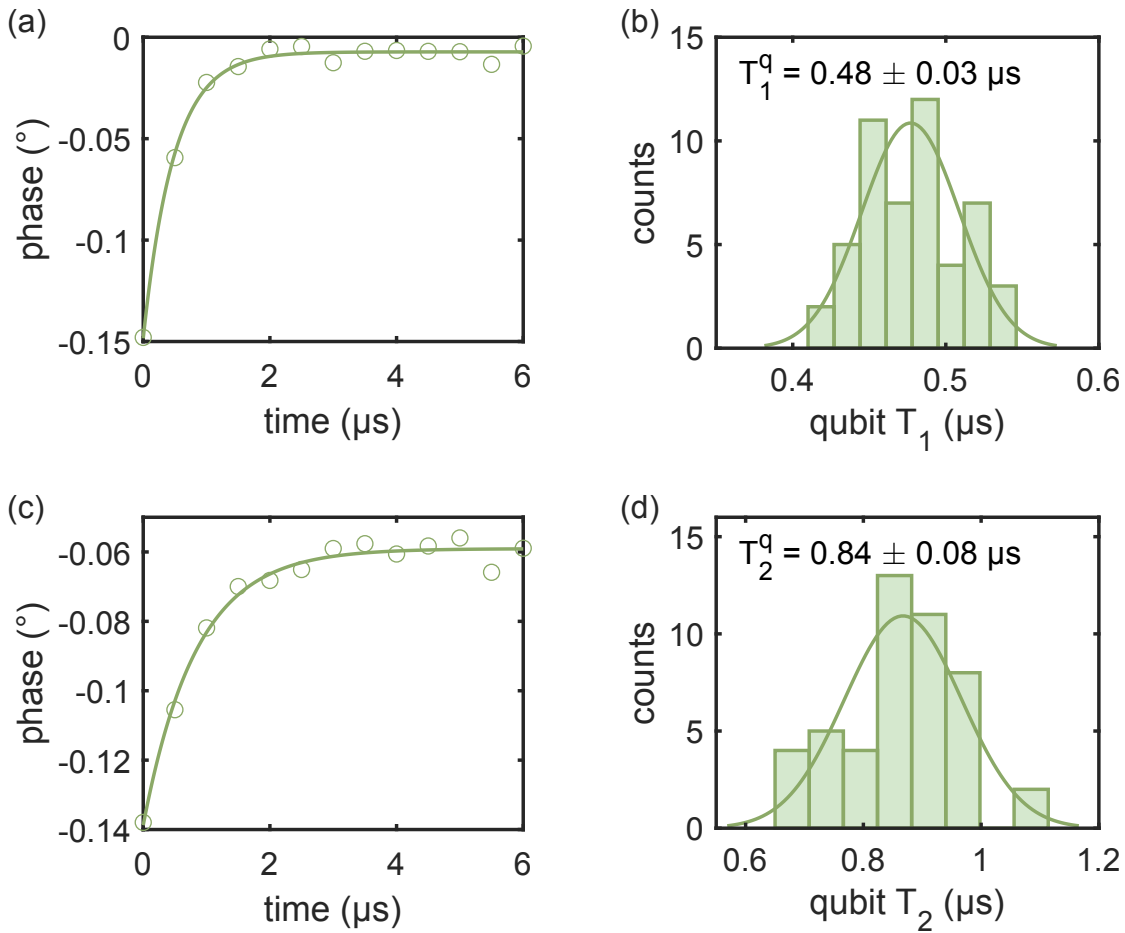 (a)
0
-0.05
-0.1
-0.15
phase (°)
0
2
4
6
time (µs)
(b)
15
10
5
0
counts
T₁^q = 0.48 ± 0.03 µs
0.4
0.5
0.6
qubit T₁ (µs)
(c)
-0.06
-0.08
-0.1
-0.12
-0.14
phase (°)
0
2
4
6
time (µs)
(d)
15
10
5
0
counts
T₂^q = 0.84 ± 0.08 µs
0.6
0.8
1
1.2
qubit T₂ (µs)